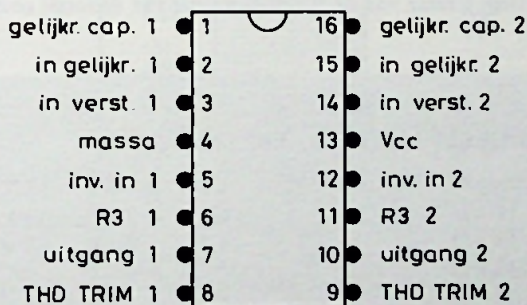 gelijkr. cap. 1 1 16 gelijkr. cap. 2
in gelijkr. 1 2 15 in gelijkr. 2
in verst. 1 3 14 in verst. 2
massa 4 13 Vcc
inv. in 1 5 12 inv. in 2
R3 1 6 11 R3 2
uitgang 1 7 10 uitgang 2
THD TRIM 1 8 9 THD TRIM 2